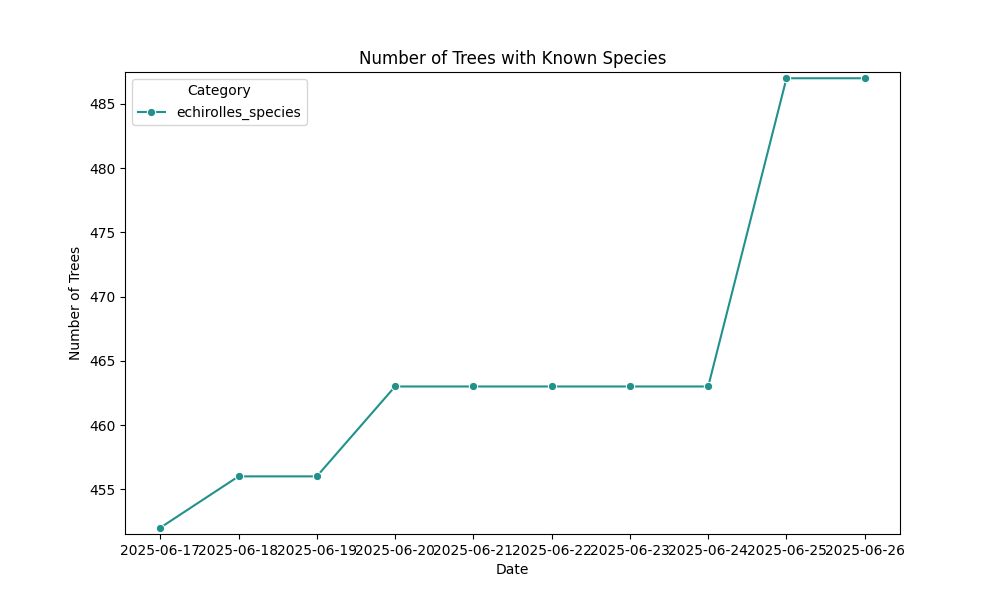 Number of Trees with Known Species
Category
echirolles_species
485
480
475
470
465
460
455
Number of Trees
2025-06-17 2025-06-18 2025-06-19 2025-06-20 2025-06-21 2025-06-22 2025-06-23 2025-06-24 2025-06-25 2025-06-26
Date